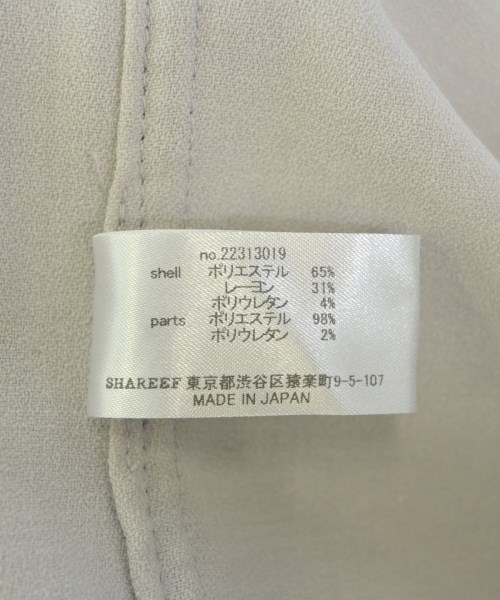 no.22313019
shell ポリエステル 65%
レーヨン 31%
ポリウレタン 4%
parts ポリエステル 98%
ポリウレタン 2%
SHAREEF 東京都渋谷区猿楽町9-5-107
MADE IN JAPAN